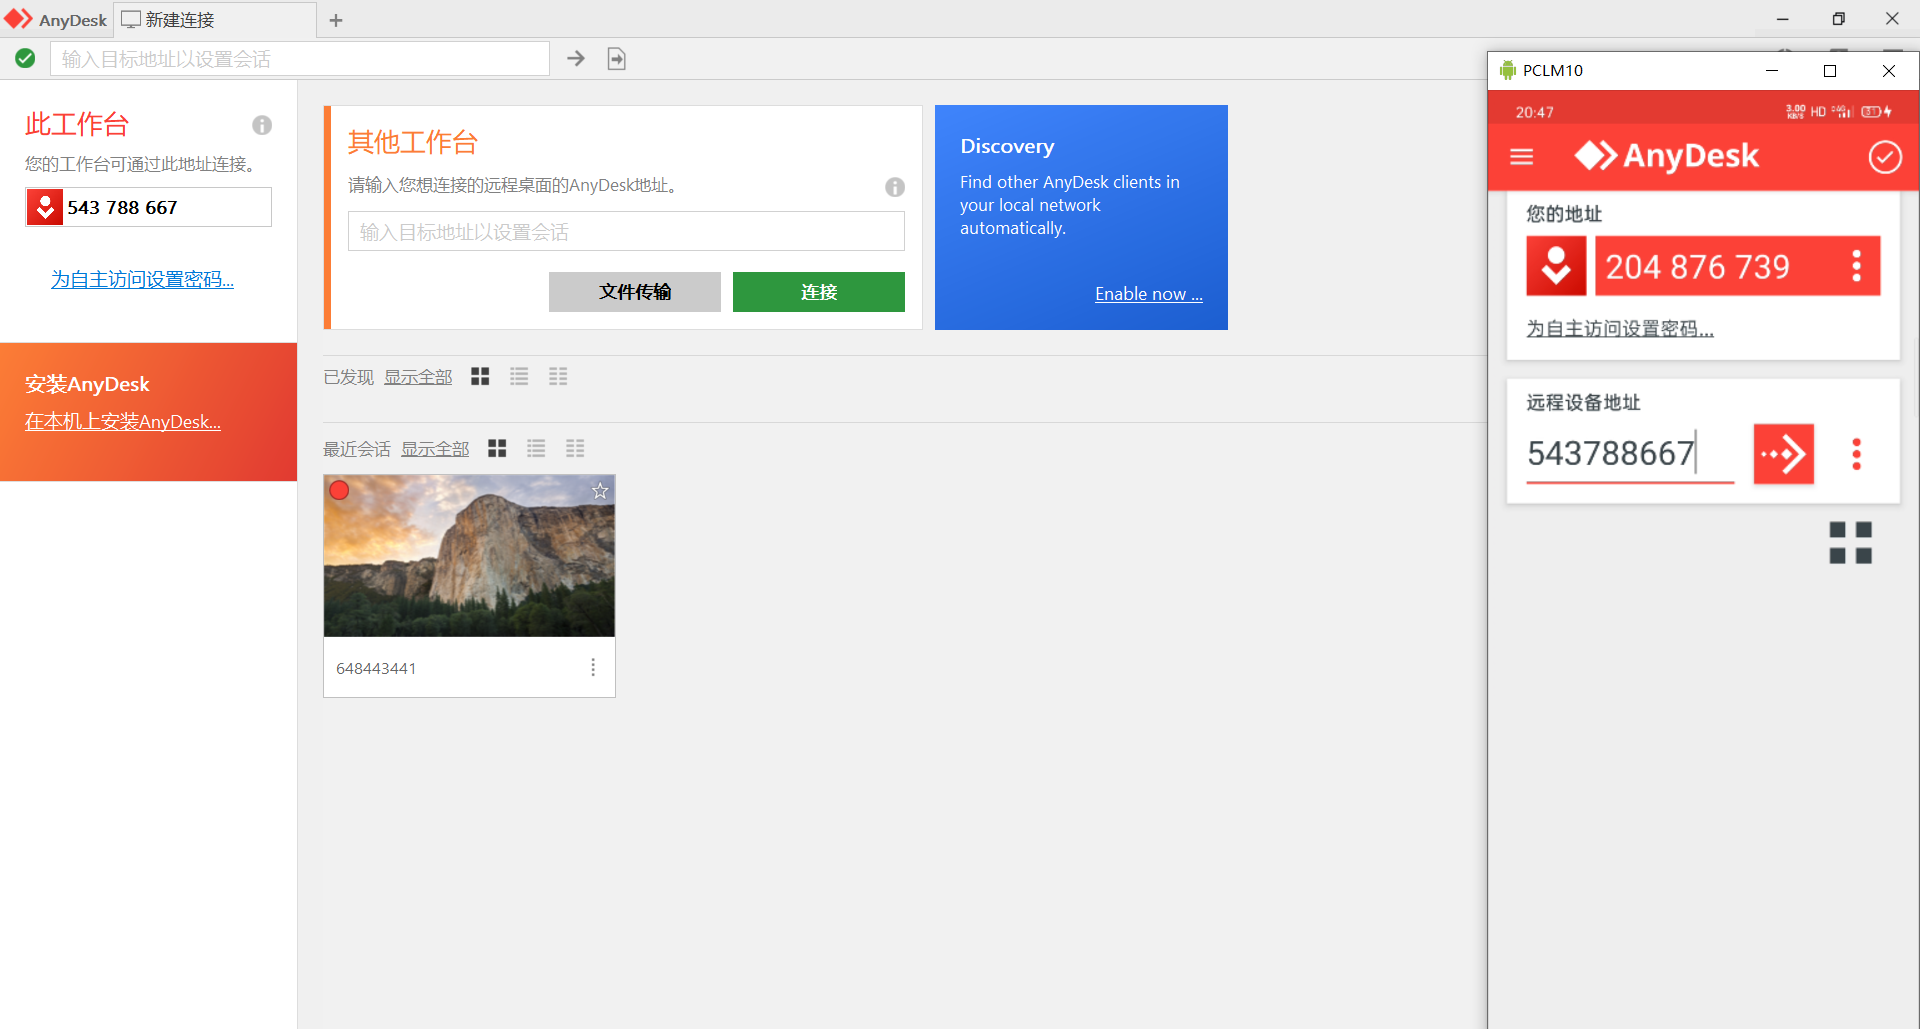 AnyDesk
新建连接
输入目标地址以设置会话
此工作台
您的工作台可通过此地址连接。
543 788 667
为自主访问设置密码...
安装AnyDesk
在本机上安装AnyDesk...
其他工作台
请输入您想连接的远程桌面的AnyDesk地址。
输入目标地址以设置会话
文件传输
连接
Discovery
Find other AnyDesk clients in
your local network
automatically.
Enable now ...
已发现 显示全部
最近会话 显示全部
648443441
PCLM10
20:47
3.00
KB/S
HD
4G
81
AnyDesk
您的地址
204 876 739
为自主访问设置密码...
远程设备地址
543788667